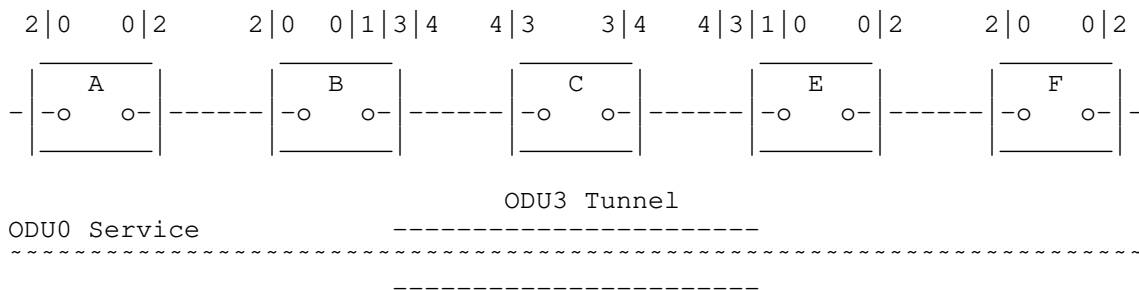 2|0 0|2 2|0 0|1|3|4 4|3 3|4 4|3|1|0 0|2 2|0 0|2
A B C E F
-o o- -o o- -o o- -o o- -o o-
ODU3 Tunnel
ODU0 Service